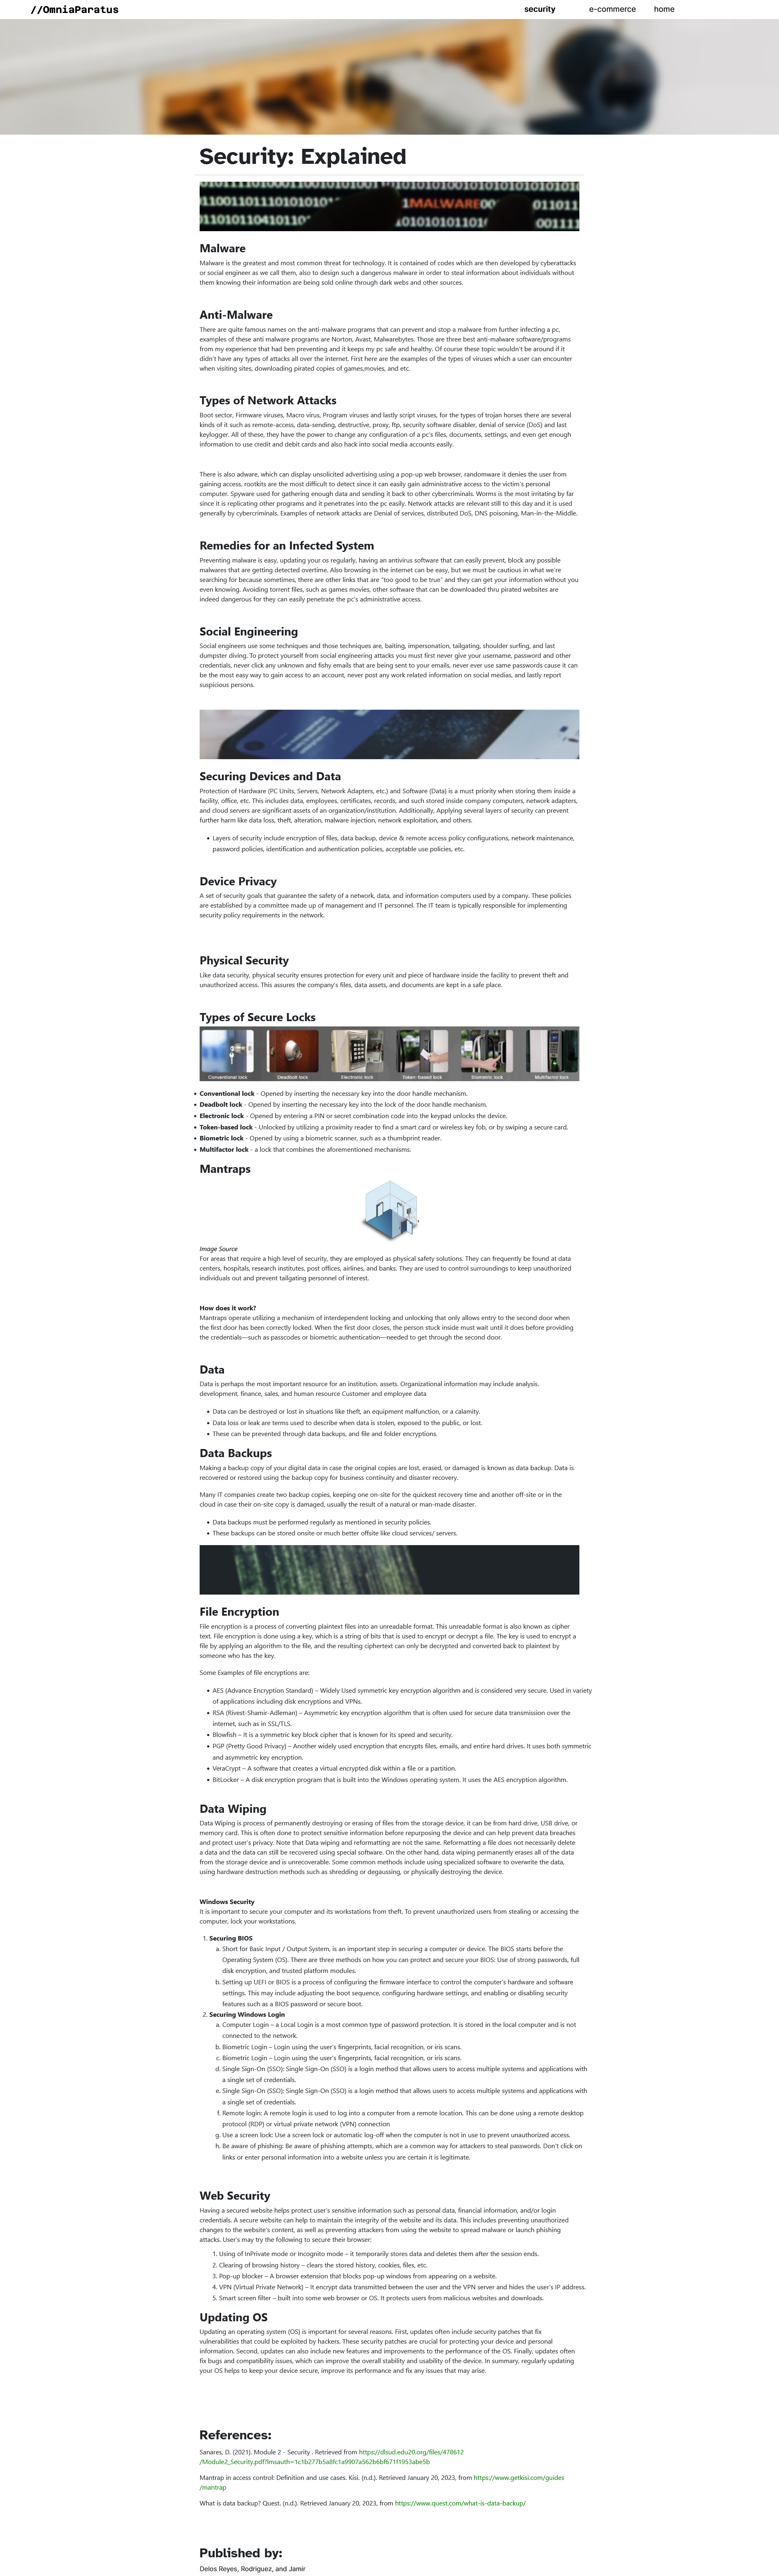 //OmniaParatus
security
e-commerce
home
Security: Explained
MALWARE
Malware
Malware is the greatest and most common threat for technology. It is contained of codes which are then developed by cyberattacks
or social engineer as we call them, also to design such a dangerous malware in order to steal information about individuals without
them knowing their information are being sold online through dark webs and other sources.
Anti-Malware
There are quite famous names on the anti-malware programs that can prevent and stop a malware from further infecting a pc,
examples of these anti malware programs are Norton, Avast, Malwarebytes. Those are three best anti-malware software/programs
from my experience that had ben preventing and it keeps my pc safe and healthy. Of course these topic wouldn't be around if it
didn't have any types of attacks all over the internet. First here are the examples of the types of viruses which a user can encounter
when visiting sites, downloading pirated copies of games,movies, and etc.
Types of Network Attacks
Boot sector, Firmware viruses, Macro virus, Program viruses and lastly script viruses, for the types of trojan horses there are several
kinds of it such as remote-access, data-sending, destructive, proxy, ftp, security software disabler, denial of service (DoS) and last
keylogger. All of these, they have the power to change any configuration of a pc's files, documents, settings, and even get enough
information to use credit and debit cards and also hack into social media accounts easily.
There is also adware, which can display unsolicited advertising using a pop-up web browser, randomware it denies the user from
gaining access, rootkits are the most difficult to detect since it can easily gain administrative access to the victim's personal
computer. Spyware used for gathering enough data and sending it back to other cybercriminals. Worms is the most irritating by far
since it is replicating other programs and it penetrates into the pc easily. Network attacks are relevant still to this day and it is used
generally by cybercriminals. Examples of network attacks are Denial of services, distributed DoS, DNS poisoning, Man-in-the-Middle.
Remedies for an Infected System
Preventing malware is easy, updating your os regularly, having an antivirus software that can easily prevent, block any possible
malwares that are getting detected overtime. Also browsing in the internet can be easy, but we must be cautious in what we're
searching for because sometimes, there are other links that are "too good to be true" and they can get your information without you
even knowing. Avoiding torrent files, such as games movies, other software that can be downloaded thru pirated websites are
indeed dangerous for they can easily penetrate the pc's administrative access.
Social Engineering
Social engineers use some techniques and those techniques are, baiting, impersonation, tailgating, shoulder surfing, and last
dumpster diving. To protect yourself from social engineering attacks you must first never give your username, password and other
credentials, never click any unknown and fishy emails that are being sent to your emails, never ever use same passwords cause it can
be the most easy way to gain access to an account, never post any work related information on social medias, and lastly report
suspicious persons.
Securing Devices and Data
Protection of Hardware (PC Units, Servers, Network Adapters, etc.) and Software (Data) is a must priority when storing them inside a
facility, office, etc. This includes data, employees, certificates, records, and such stored inside company computers, network adapters,
and cloud servers are significant assets of an organization/institution. Additionally, Applying several layers of security can prevent
further harm like data loss, theft, alteration, malware injection, network exploitation, and others.
• Layers of security include encryption of files, data backup, device & remote access policy configurations, network maintenance,
password policies, identification and authentication policies, acceptable use policies, etc.
Device Privacy
A set of security goals that guarantee the safety of a network, data, and information computers used by a company. These policies
are established by a committee made up of management and IT personnel. The IT team is typically responsible for implementing
security policy requirements in the network.
Physical Security
Like data security, physical security ensures protection for every unit and piece of hardware inside the facility to prevent theft and
unauthorized access. This assures the company's files, data assets, and documents are kept in a safe place.
Types of Secure Locks
Conventional lock
Deadbolt lock
Electronic lock
Token-based lock
Biometric lock
Multifactor lock
• Conventional lock - Opened by inserting the necessary key into the door handle mechanism.
• Deadbolt lock - Opened by inserting the necessary key into the lock of the door handle mechanism.
• Electronic lock - Opened by entering a PIN or secret combination code into the keypad unlocks the device.
• Token-based lock - Unlocked by utilizing a proximity reader to find a smart card or wireless key fob, or by swiping a secure card.
• Biometric lock - Opened by using a biometric scanner, such as a thumbprint reader.
• Multifactor lock - a lock that combines the aforementioned mechanisms.
Mantraps
Image Source
For areas that require a high level of security, they are employed as physical safety solutions. They can frequently be found at data
centers, hospitals, research institutes, post offices, airlines, and banks. They are used to control surroundings to keep unauthorized
individuals out and prevent tailgating personnel of interest.
How does it work?
Mantraps operate utilizing a mechanism of interdependent locking and unlocking that only allows entry to the second door when
the first door has been correctly locked. When the first door closes, the person stuck inside must wait until it does before providing
the credentials—such as passcodes or biometric authentication—needed to get through the second door.
Data
Data is perhaps the most important resource for an institution. assets. Organizational information may include analysis.
development, finance, sales, and human resource Customer and employee data
• Data can be destroyed or lost in situations like theft, an equipment malfunction, or a calamity.
• Data loss or leak are terms used to describe when data is stolen, exposed to the public, or lost.
• These can be prevented through data backups, and file and folder encryptions.
Data Backups
Making a backup copy of your digital data in case the original copies are lost, erased, or damaged is known as data backup. Data is
recovered or restored using the backup copy for business continuity and disaster recovery.
Many IT companies create two backup copies, keeping one on-site for the quickest recovery time and another off-site or in the
cloud in case their on-site copy is damaged, usually the result of a natural or man-made disaster.
• Data backups must be performed regularly as mentioned in security policies.
• These backups can be stored onsite or much better offsite like cloud services/ servers.
File Encryption
File encryption is a process of converting plaintext files into an unreadable format. This unreadable format is also known as cipher
text. File encryption is done using a key, which is a string of bits that is used to encrypt or decrypt a file. The key is used to encrypt a
file by applying an algorithm to the file, and the resulting ciphertext can only be decrypted and converted back to plaintext by
someone who has the key.
Some Examples of file encryptions are:
• AES (Advance Encryption Standard) – Widely Used symmetric key encryption algorithm and is considered very secure. Used in variety
of applications including disk encryptions and VPNs.
• RSA (Rivest-Shamir-Adleman) – Asymmetric key encryption algorithm that is often used for secure data transmission over the
internet, such as in SSL/TLS.
• Blowfish – It is a symmetric key block cipher that is known for its speed and security.
• PGP (Pretty Good Privacy) – Another widely used encryption that encrypts files, emails, and entire hard drives. It uses both symmetric
and asymmetric key encryption.
• VeraCrypt – A software that creates a virtual encrypted disk within a file or a partition.
• BitLocker – A disk encryption program that is built into the Windows operating system. It uses the AES encryption algorithm.
Data Wiping
Data Wiping is process of permanently destroying or erasing of files from the storage device, it can be from hard drive, USB drive, or
memory card. This is often done to protect sensitive information before repurposing the device and can help prevent data breaches
and protect user's privacy. Note that Data wiping and reformatting are not the same. Reformatting a file does not necessarily delete
a data and the data can still be recovered using special software. On the other hand, data wiping permanently erases all of the data
from the storage device and is unrecoverable. Some common methods include using specialized software to overwrite the data,
using hardware destruction methods such as shredding or degaussing, or physically destroying the device.
Windows Security
It is important to secure your computer and its workstations from theft. To prevent unauthorized users from stealing or accessing the
computer, lock your workstations.
1. Securing BIOS
a. Short for Basic Input / Output System, is an important step in securing a computer or device. The BIOS starts before the
Operating System (OS). There are three methods on how you can protect and secure your BIOS: Use of strong passwords, full
disk encryption, and trusted platform modules.
b. Setting up UEFI or BIOS is a process of configuring the firmware interface to control the computer's hardware and software
settings. This may include adjusting the boot sequence, configuring hardware settings, and enabling or disabling security
features such as a BIOS password or secure boot.
2. Securing Windows Login
a. Computer Login – a Local Login is a most common type of password protection. It is stored in the local computer and is not
connected to the network.
b. Biometric Login – Login using the user's fingerprints, facial recognition, or iris scans.
c. Biometric Login – Login using the user's fingerprints, facial recognition, or iris scans.
d. Single Sign-On (SSO): Single Sign-On (SSO) is a login method that allows users to access multiple systems and applications with
a single set of credentials.
e. Single Sign-On (SSO): Single Sign-On (SSO) is a login method that allows users to access multiple systems and applications with
a single set of credentials.
f. Remote login: A remote login is used to log into a computer from a remote location. This can be done using a remote desktop
protocol (RDP) or virtual private network (VPN) connection
g. Use a screen lock: Use a screen lock or automatic log-off when the computer is not in use to prevent unauthorized access.
h. Be aware of phishing: Be aware of phishing attempts, which are a common way for attackers to steal passwords. Don't click on
links or enter personal information into a website unless you are certain it is legitimate.
Web Security
Having a secured website helps protect user's sensitive information such as personal data, financial information, and/or login
credentials. A secure website can help to maintain the integrity of the website and its data. This includes preventing unauthorized
changes to the website's content, as well as preventing attackers from using the website to spread malware or launch phishing
attacks. User's may try the following to secure their browser:
1. Using of InPrivate mode or Incognito mode – it temporarily stores data and deletes them after the session ends.
2. Clearing of browsing history – clears the stored history, cookies, files, etc.
3. Pop-up blocker – A browser extension that blocks pop-up windows from appearing on a website.
4. VPN (Virtual Private Network) – It encrypt data transmitted between the user and the VPN server and hides the user's IP address.
5. Smart screen filter – built into some web browser or OS. It protects users from malicious websites and downloads.
Updating OS
Updating an operating system (OS) is important for several reasons. First, updates often include security patches that fix
vulnerabilities that could be exploited by hackers. These security patches are crucial for protecting your device and personal
information. Second, updates can also include new features and improvements to the performance of the OS. Finally, updates often
fix bugs and compatibility issues, which can improve the overall stability and usability of the device. In summary, regularly updating
your OS helps to keep your device secure, improve its performance and fix any issues that may arise.
References:
Sanares, D. (2021). Module 2 - Security . Retrieved from https://dlsud.edu20.org/files/478612
/Module2_Security.pdf?lmsauth=1c1b277b5a8fc1a9907a562b6bf671f1953abe5b
Mantrap in access control: Definition and use cases. Kisi. (n.d.). Retrieved January 20, 2023, from https://www.getkisi.com/guides
/mantrap
What is data backup? Quest. (n.d.). Retrieved January 20, 2023, from https://www.quest.com/what-is-data-backup/
Published by:
Delos Reyes, Rodriguez, and Jamir